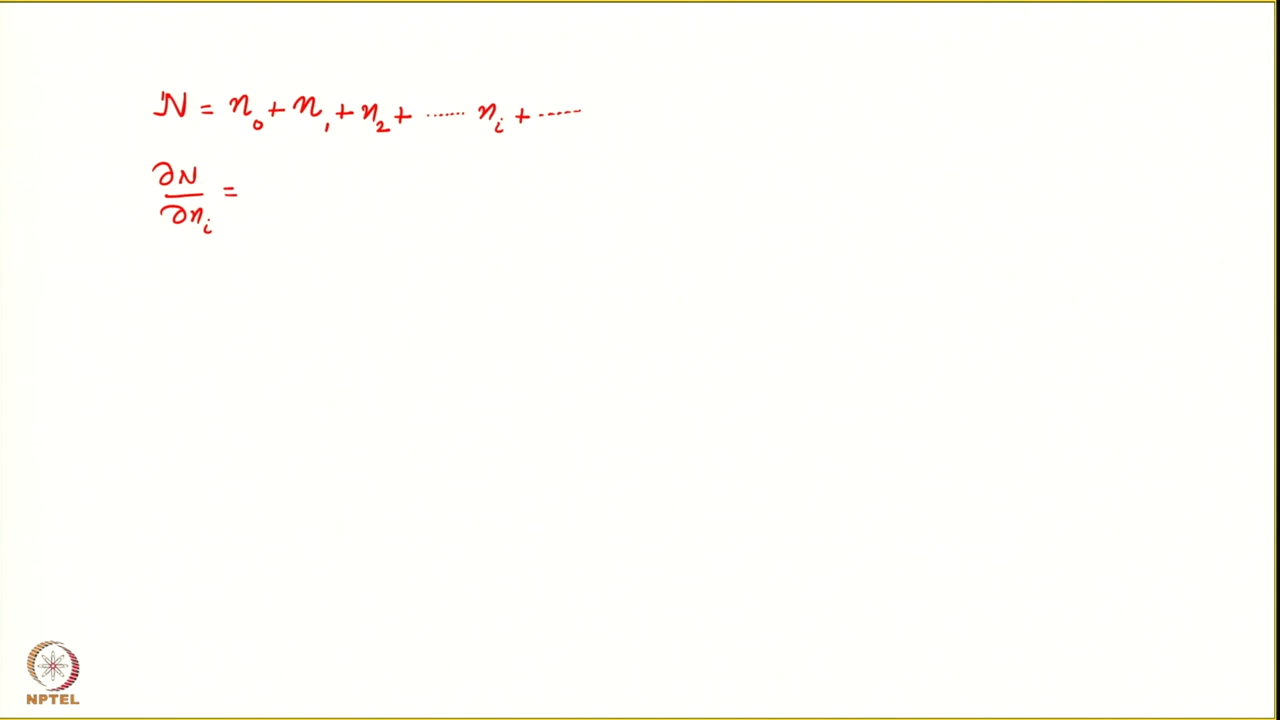 N = n₀ + n₁ + n₂ + ...... nᵢ + .....
∂N/∂nᵢ =
NPTEL